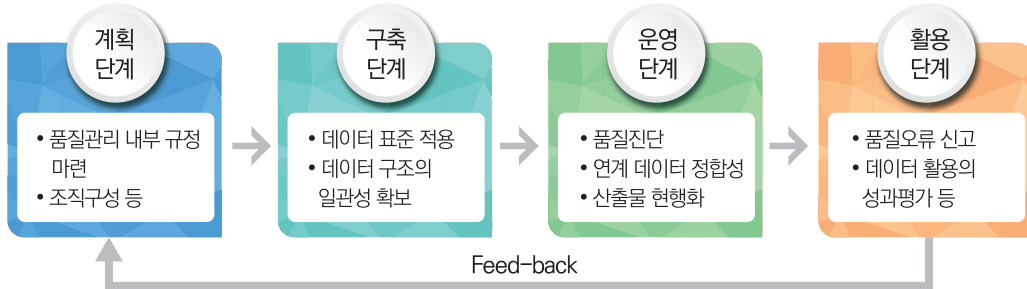 계획
단계
• 품질관리 내부 규정
마련
• 조직구성 등
구축
단계
• 데이터 표준 적용
• 데이터 구조의
일관성 확보
운영
단계
• 품질진단
• 연계 데이터 정합성
• 산출물 현행화
활용
단계
• 품질오류 신고
• 데이터 활용의
성과평가 등
Feed-back